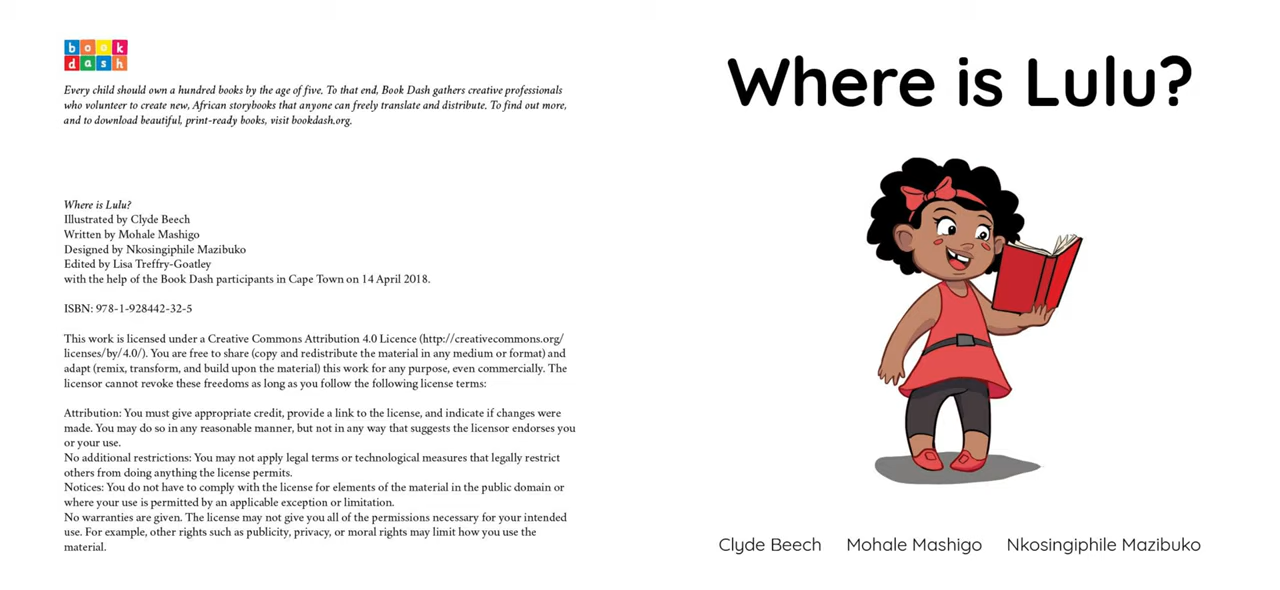 book
dash
Every child should own a hundred books by the age of five. To that end, Book Dash gathers creative professionals
who volunteer to create new, African storybooks that anyone can freely translate and distribute. To find out more,
and to download beautiful, print-ready books, visit bookdash.org.
Where is Lulu?
Illustrated by Clyde Beech
Written by Mohale Mashigo
Designed by Nkosingiphile Mazibuko
Edited by Lisa Treffry-Goatley
with the help of the Book Dash participants in Cape Town on 14 April 2018.
ISBN: 978-1-928442-32-5
This work is licensed under a Creative Commons Attribution 4.0 Licence (http://creativecommons.org/
licenses/by/4.0/). You are free to share (copy and redistribute the material in any medium or format) and
adapt (remix, transform, and build upon the material) this work for any purpose, even commercially. The
licensor cannot revoke these freedoms as long as you follow the following license terms:
Attribution: You must give appropriate credit, provide a link to the license, and indicate if changes were
made. You may do so in any reasonable manner, but not in any way that suggests the licensor endorses you
or your use.
No additional restrictions: You may not apply legal terms or technological measures that legally restrict
others from doing anything the license permits.
Notices: You do not have to comply with the license for elements of the material in the public domain or
where your use is permitted by an applicable exception or limitation.
No warranties are given. The license may not give you all of the permissions necessary for your intended
use. For example, other rights such as publicity, privacy, or moral rights may limit how you use the
material.
Where is Lulu?
Clyde Beech Mohale Mashigo Nkosingiphile Mazibuko